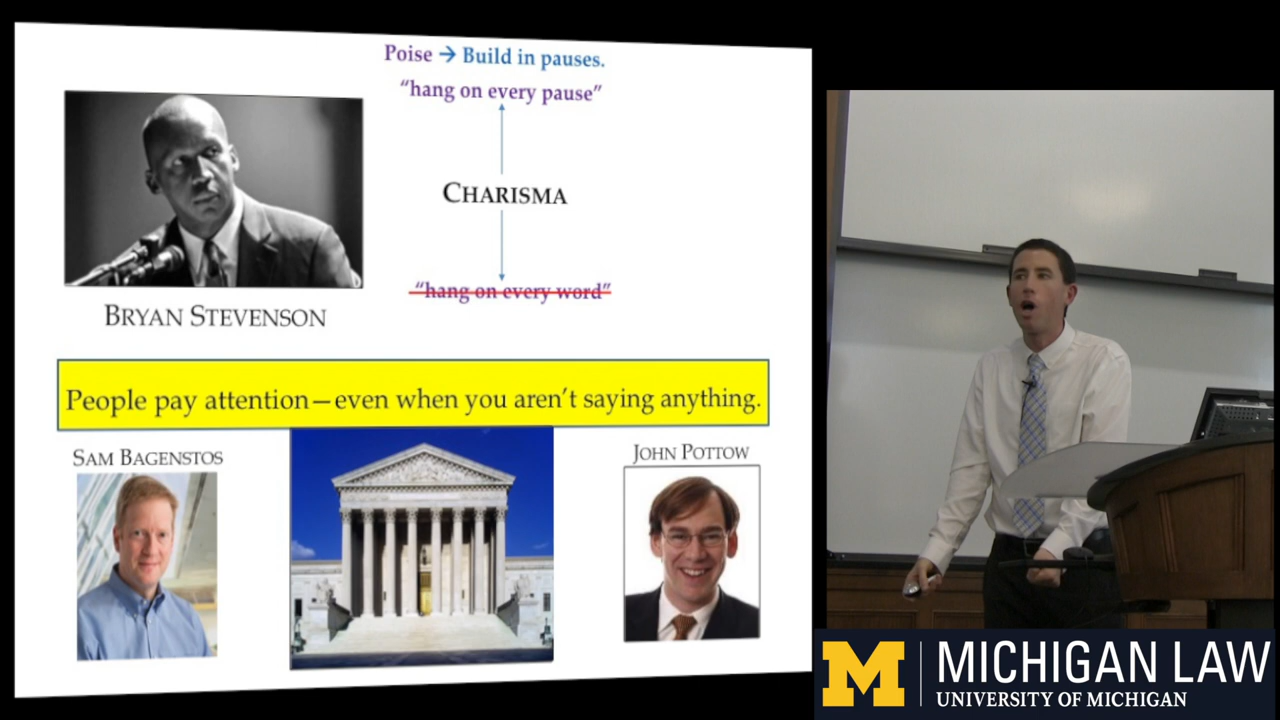 Poise → Build in pauses.
“hang on every pause”
CHARISMA
“hang on every word”
BRYAN STEVENSON
People pay attention—even when you aren’t saying anything.
SAM BAGENSTOS
JOHN POTTOW
M
MICHIGAN LAW
UNIVERSITY OF MICHIGAN